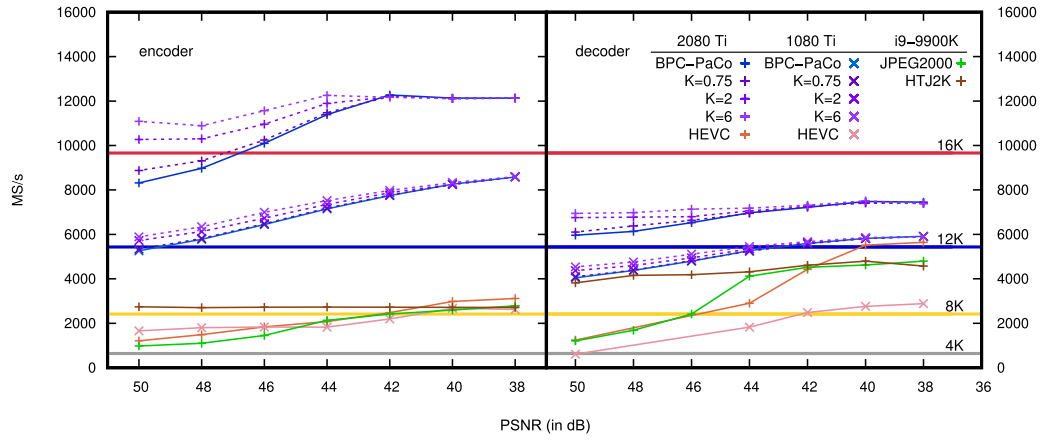 16000 16000
encoder decoder 2080 Ti 1080 Ti i9-9900K
BPC-PaCo BPC-PaCo JPEG2000
14000 K=0.75 K=0.75 HTJ2K 14000
K=2 K=2
12000 K=6 K=6 12000
HEVC HEVC
10000 10000
16K
MS/s
8000 8000
6000 6000
12K
4000 4000
8K
2000 2000
4K
0 0
50 48 46 44 42 40 38 50 48 46 44 42 40 38 36
PSNR (in dB)